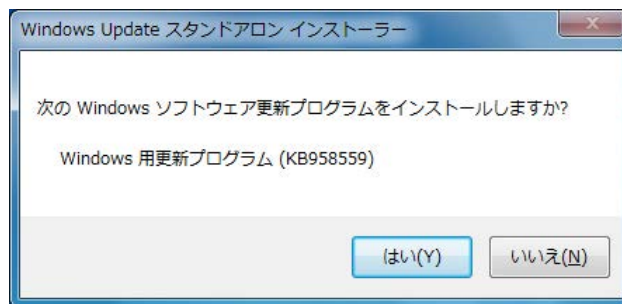 Windows Update スタンドアロン インストーラー
次の Windows ソフトウェア更新プログラムをインストールしますか?
Windows 用更新プログラム (KB958559)
はい(Y)
いいえ(N)